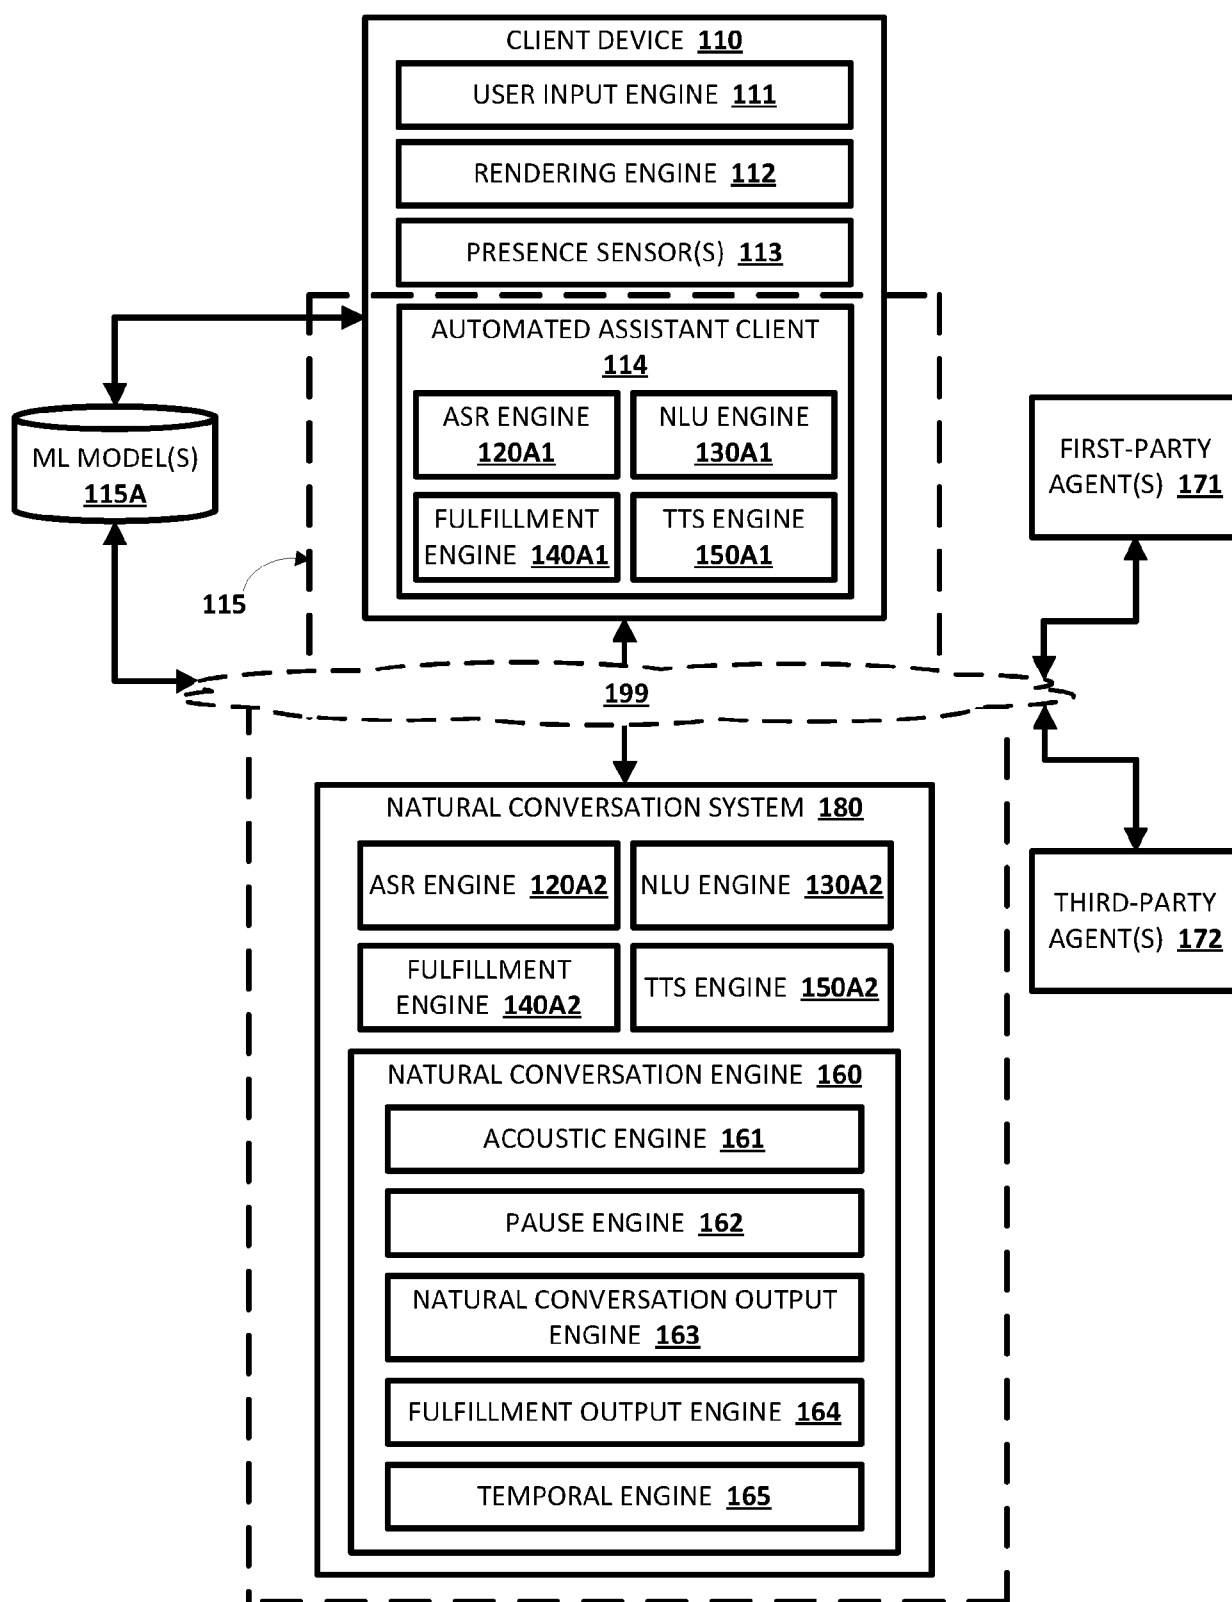 CLIENT DEVICE 110
USER INPUT ENGINE 111
RENDERING ENGINE 112
PRESENCE SENSOR(S) 113
AUTOMATED ASSISTANT CLIENT
114
ASR ENGINE
120A1
NLU ENGINE
130A1
FULFILLMENT
ENGINE 140A1
TTS ENGINE
150A1
ML MODEL(S)
115A
115
FIRST-PARTY
AGENT(S) 171
199
THIRD-PARTY
AGENT(S) 172
NATURAL CONVERSATION SYSTEM 180
ASR ENGINE 120A2
NLU ENGINE 130A2
FULFILLMENT
ENGINE 140A2
TTS ENGINE 150A2
NATURAL CONVERSATION ENGINE 160
ACOUSTIC ENGINE 161
PAUSE ENGINE 162
NATURAL CONVERSATION OUTPUT
ENGINE 163
FULFILLMENT OUTPUT ENGINE 164
TEMPORAL ENGINE 165